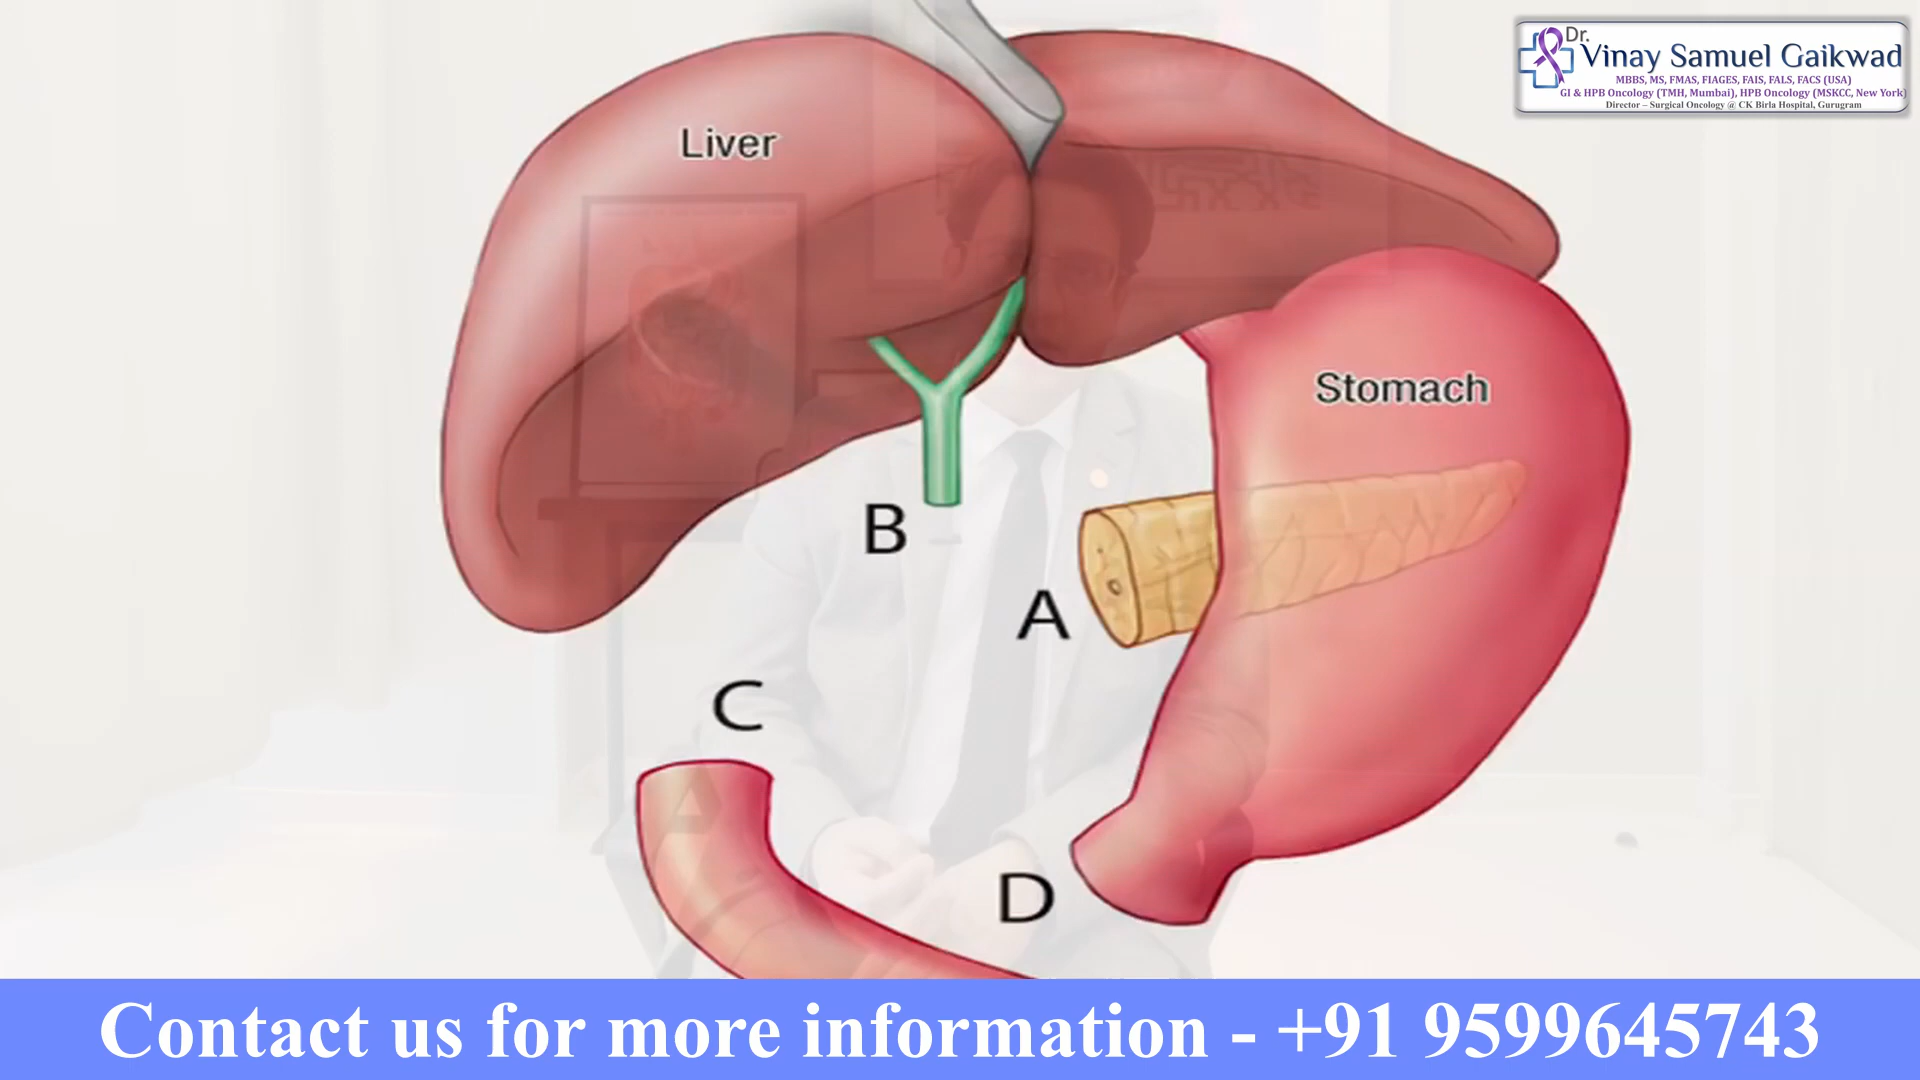 Dr.
Vinay Samuel Gaikwad
MBBS, MS, FMAS, FIAGES, FAIS, FALS, FACS (USA)
GI & HPB Oncology (TMH, Mumbai), HPB Oncology (MSKCC, New York)
Director – Surgical Oncology @ CK Birla Hospital, Gurugram
Liver
Stomach
B
A
C
D
Contact us for more information - +91 9599645743